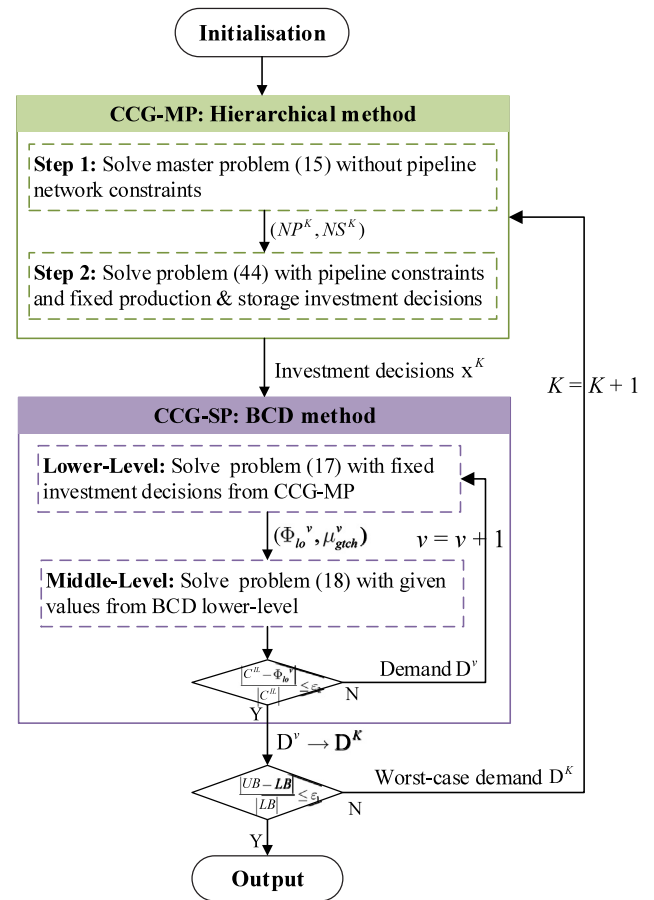 Initialisation
CCG-MP: Hierarchical method
Step 1: Solve master problem (15) without pipeline
network constraints
(NP^K, NS^K)
Step 2: Solve problem (44) with pipeline constraints
and fixed production & storage investment decisions
Investment decisions x^K
K = K + 1
CCG-SP: BCD method
Lower-Level: Solve problem (17) with fixed
investment decisions from CCG-MP
(Φ_lo^v, μ_gtch^v)
v = v + 1
Middle-Level: Solve problem (18) with given
values from BCD lower-level
|C^IL − Φ_lo^v| / |C^IL| ≤ ε_2
Demand D^v
N
Y
D^v → D^K
|UB − LB| / |LB| ≤ ε_1
Worst-case demand D^K
N
Y
Output